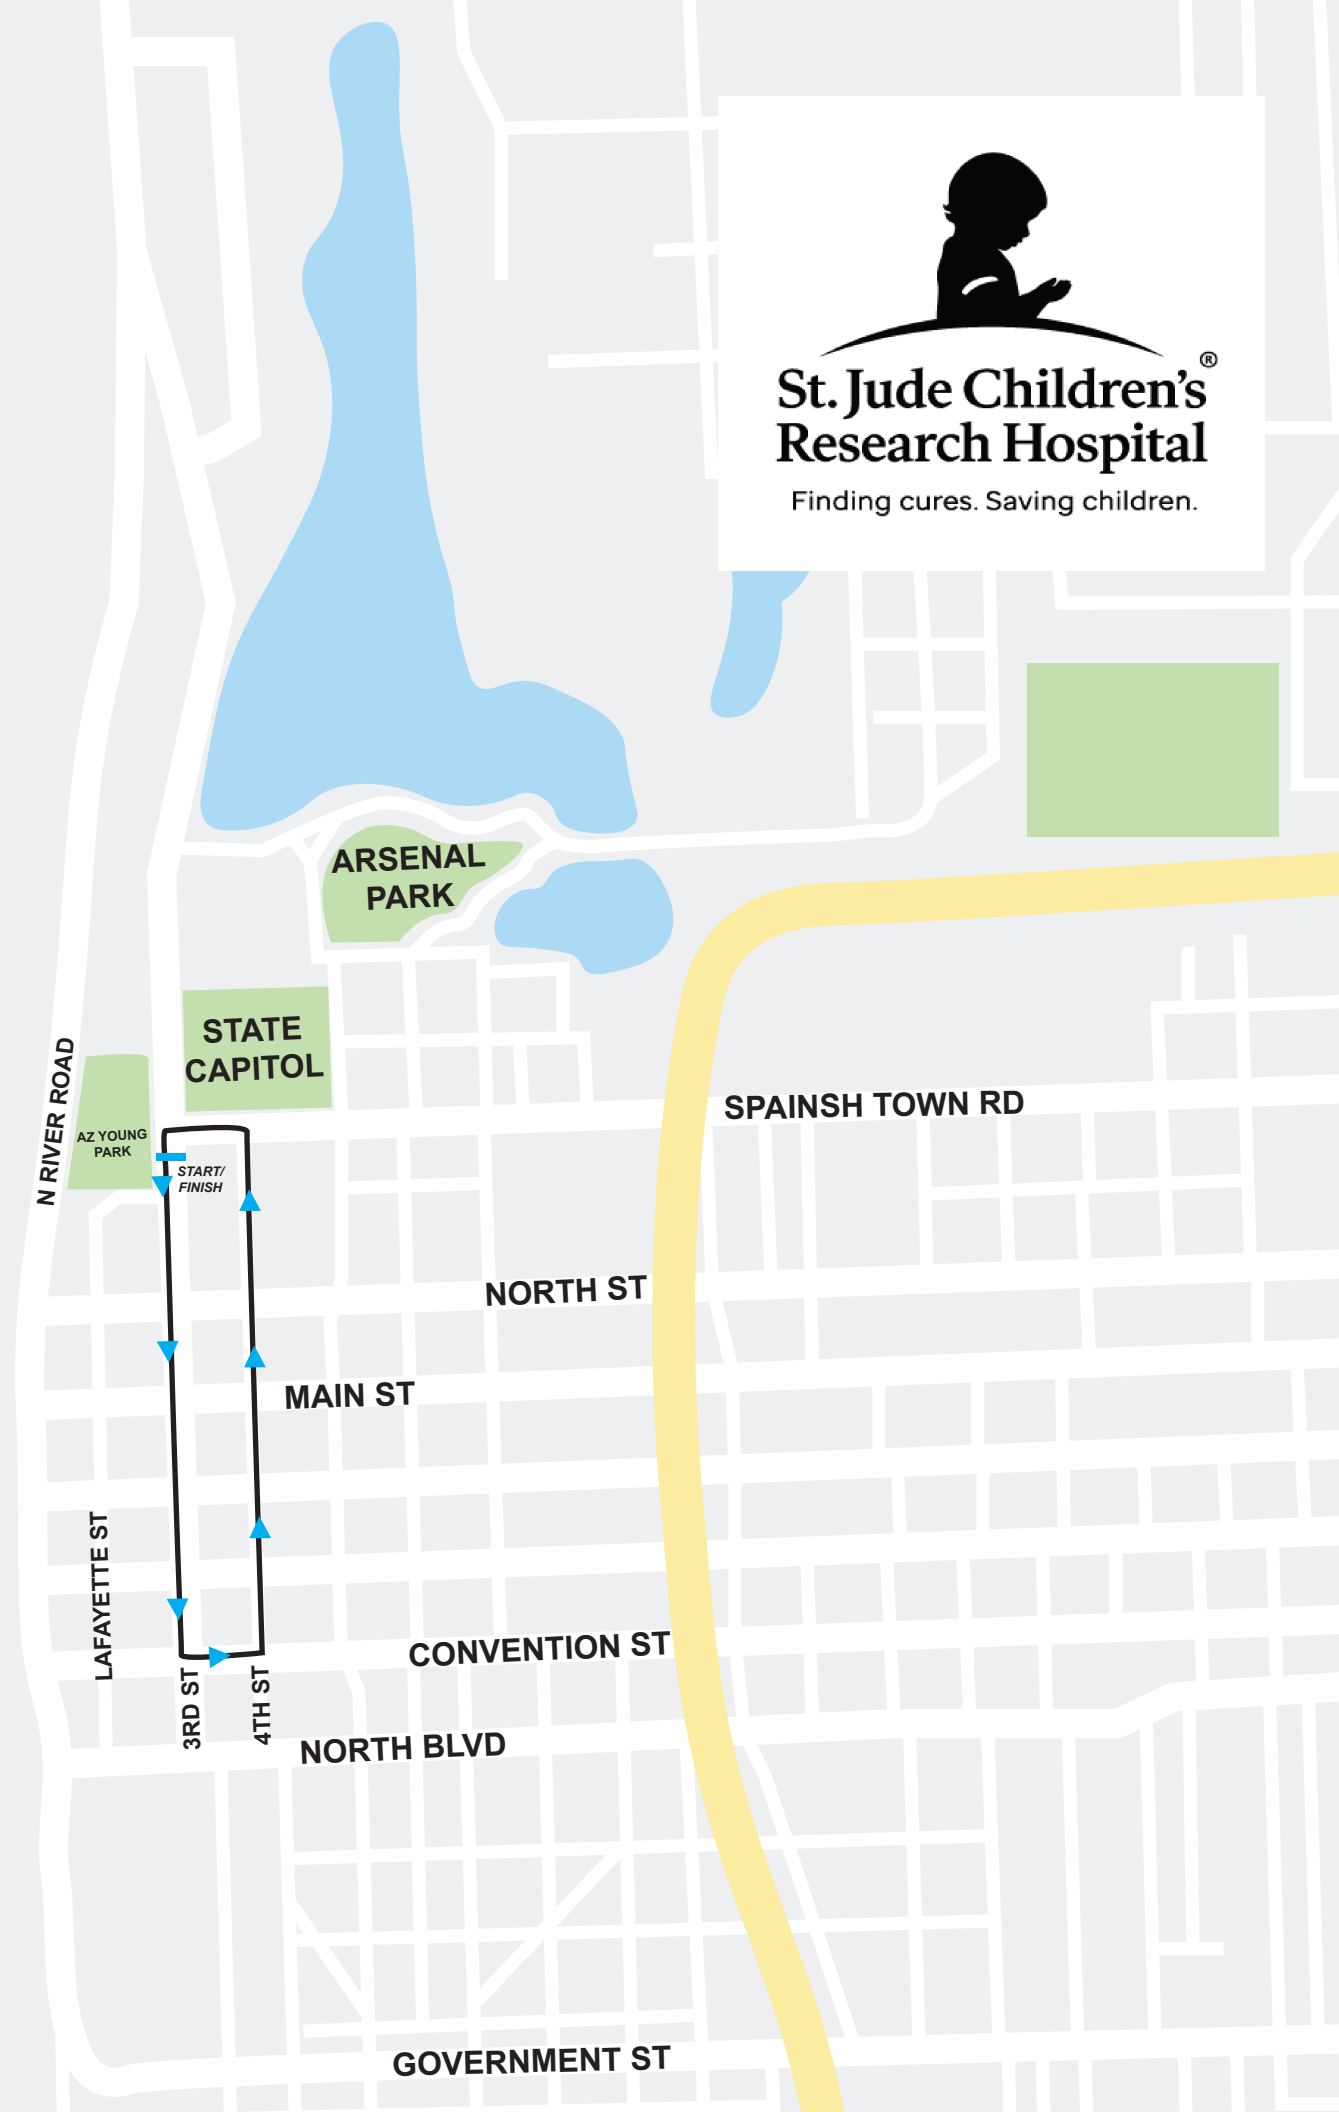 ®
St. Jude Children's
Research Hospital
Finding cures. Saving children.
ARSENAL
PARK
STATE
CAPITOL
N RIVER ROAD
AZ YOUNG
PARK
SPAINSH TOWN RD
START/
FINISH
NORTH ST
MAIN ST
LAFAYETTE ST
CONVENTION ST
3RD ST
4TH ST
NORTH BLVD
GOVERNMENT ST